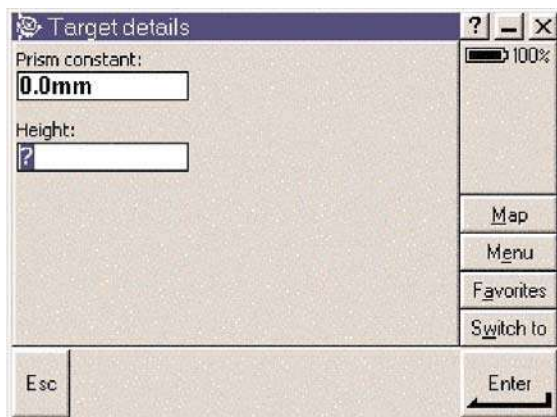 Target details
? _ X
Prism constant:
0.0mm
100%
Height:
?
Map
Menu
Favorites
Switch to
Esc
Enter